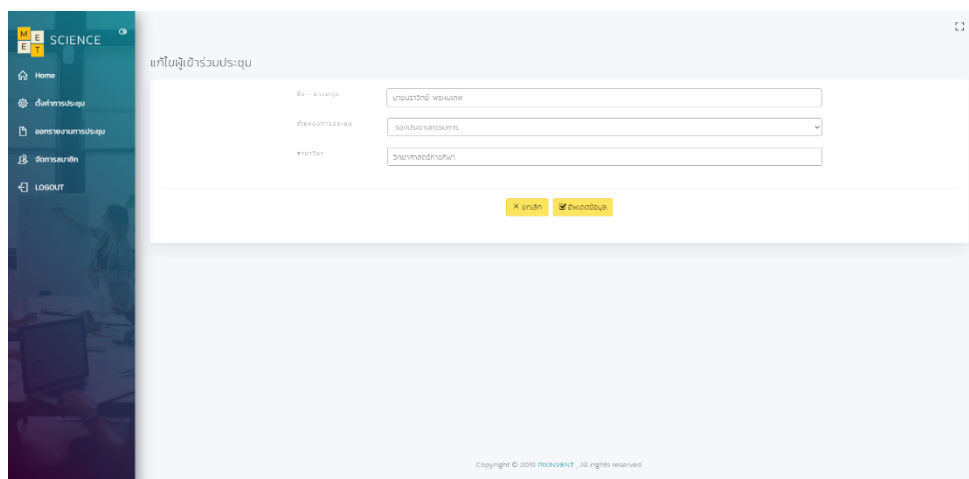 M E
E T
SCIENCE
Home
ตั้งค่าการประชุม
ออกรายงานการประชุม
จัดการสมาชิก
LOGOUT
แก้ไขผู้เข้าร่วมประชุม
ชื่อ - นามสกุล
นายนราวิทย์ พรหมเทพ
ตำแหน่งการประชุม
รองประธานกรรมการ
สาขาวิชา
วิทยาศาสตร์การกีฬา
ยกเลิก
อัพเดตข้อมูล
Copyright © 2019 PIXINVENT , All rights reserved.